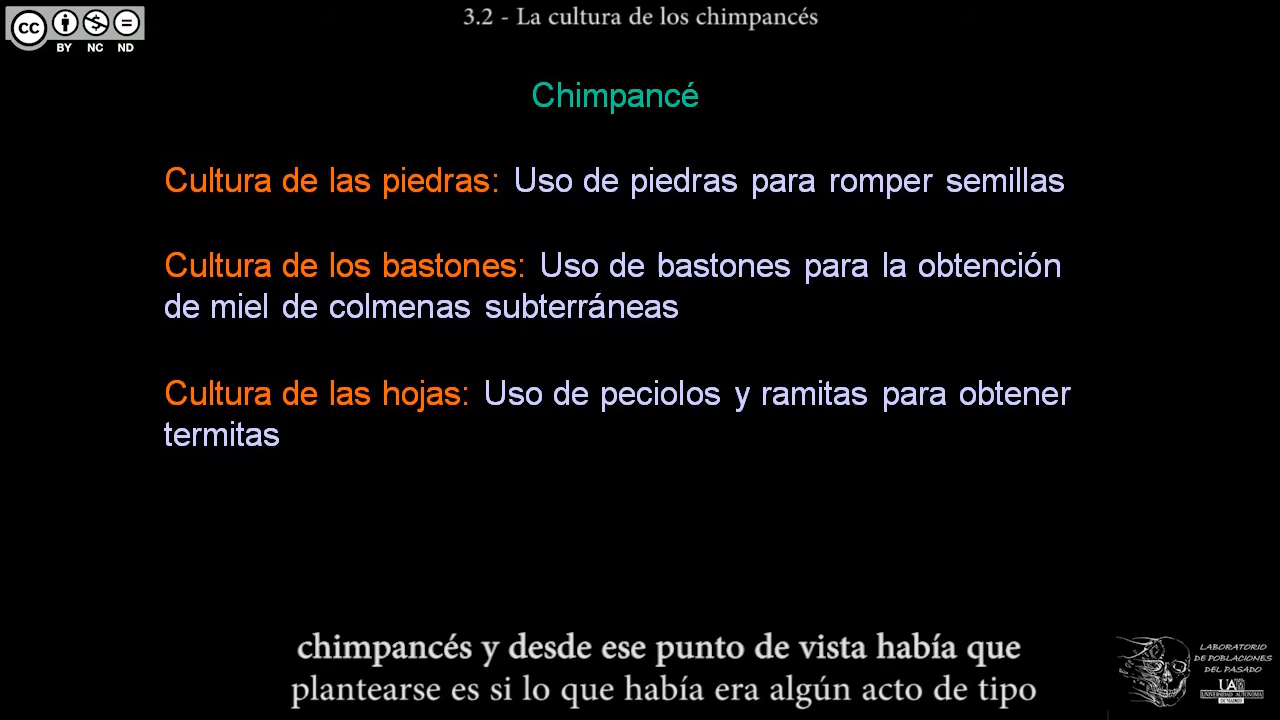 3.2 - La cultura de los chimpancés
cc
BY NC ND
Chimpancé
Cultura de las piedras: Uso de piedras para romper semillas
Cultura de los bastones: Uso de bastones para la obtención
de miel de colmenas subterráneas
Cultura de las hojas: Uso de peciolos y ramitas para obtener
termitas
chimpancés y desde ese punto de vista había que
plantearse es si lo que había era algún acto de tipo
LABORATORIO
DE POBLACIONES
DEL PASADO
UAM
UNIVERSIDAD AUTONOMA
DE MADRID